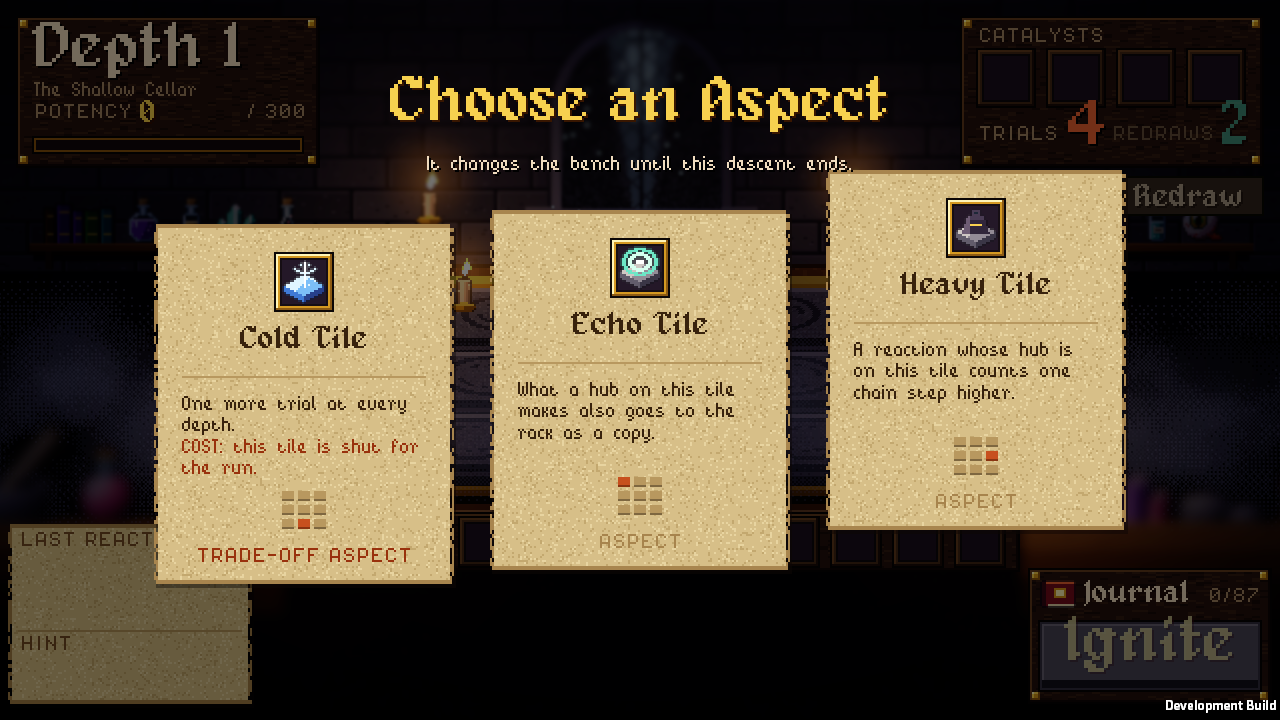 Depth 1
The Shallow Cellar
POTENCY 0 / 300
Choose an Aspect
It changes the bench until this descent ends.
CATALYSTS
TRIALS 4 REDRAWS 2
Redraw
Cold Tile
One more trial at every
depth.
COST: this tile is shut for
the run.
TRADE-OFF ASPECT
Echo Tile
What a hub on this tile
makes also goes to the
rack as a copy.
ASPECT
Heavy Tile
A reaction whose hub is
on this tile counts one
chain step higher.
ASPECT
LAST REACT
HINT
Journal 0/87
Ignite
Development Build